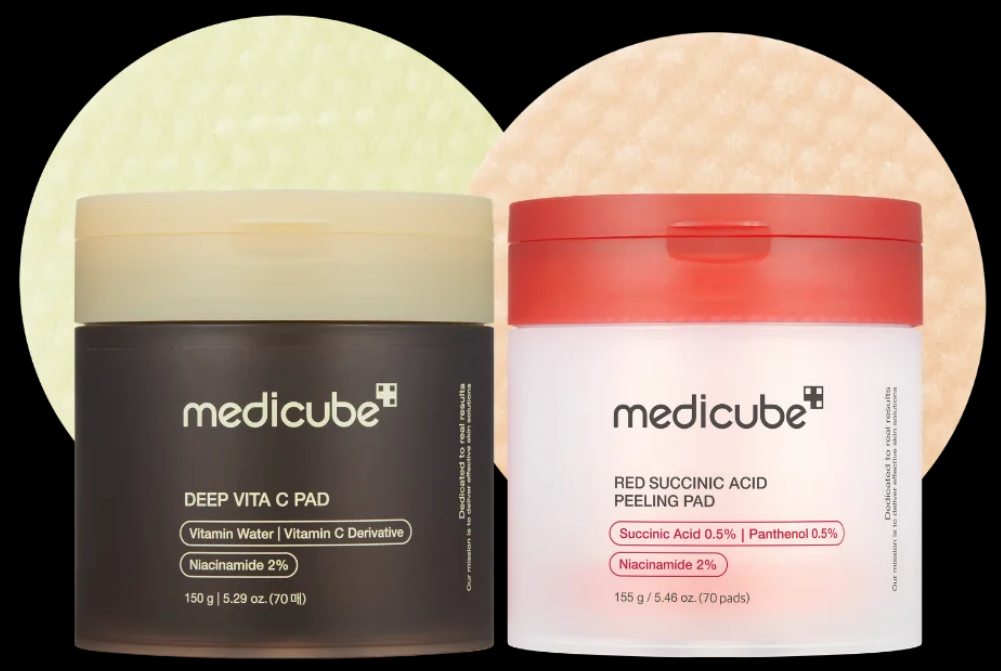 medicube
DEEP VITA C PAD
Vitamin Water | Vitamin C Derivative
Niacinamide 2%
150 g | 5.29 oz. (70 매)
Dedicated to real results
Our mission is to deliver effective skin solutions
medicube
RED SUCCINIC ACID
PEELING PAD
Succinic Acid 0.5% | Panthenol 0.5%
Niacinamide 2%
155 g / 5.46 oz. (70 pads)
Dedicated to real results
Our mission is to deliver effective skin solutions